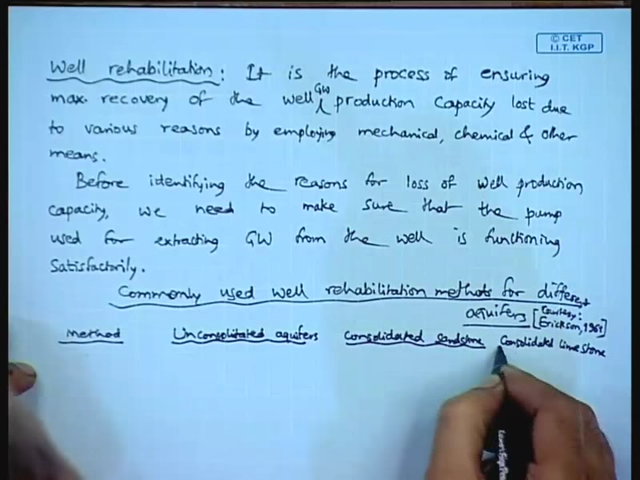 © CET
I.I.T. KGP
Well rehabilitation: It is the process of ensuring
max. recovery of the well GW production capacity lost due
to various reasons by employing mechanical, chemical & other
means.
Before identifying the reasons for loss of well production
capacity, we need to make sure that the pump
used for extracting GW from the well is functioning
satisfactorily.
Commonly used well rehabilitation methods for different
aquifers [Courtesy:
Erickson, 1961]
Method Unconsolidated aquifers Consolidated sandstone Consolidated limestone